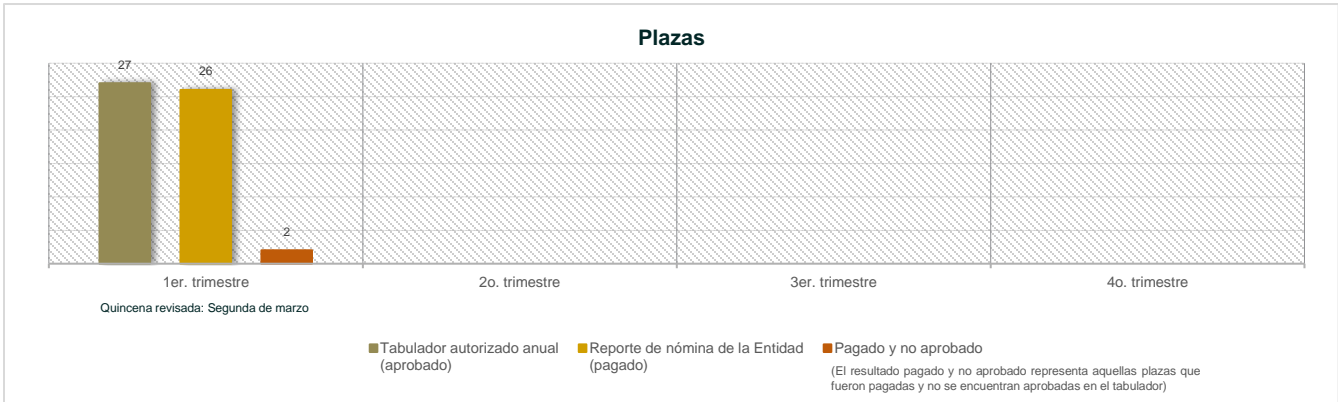 Plazas
27
26
2
1er. trimestre
2o. trimestre
3er. trimestre
4o. trimestre
Quincena revisada: Segunda de marzo
Tabulador autorizado anual
(aprobado)
Reporte de nómina de la Entidad
(pagado)
Pagado y no aprobado
(El resultado pagado y no aprobado representa aquellas plazas que
fueron pagadas y no se encuentran aprobadas en el tabulador)